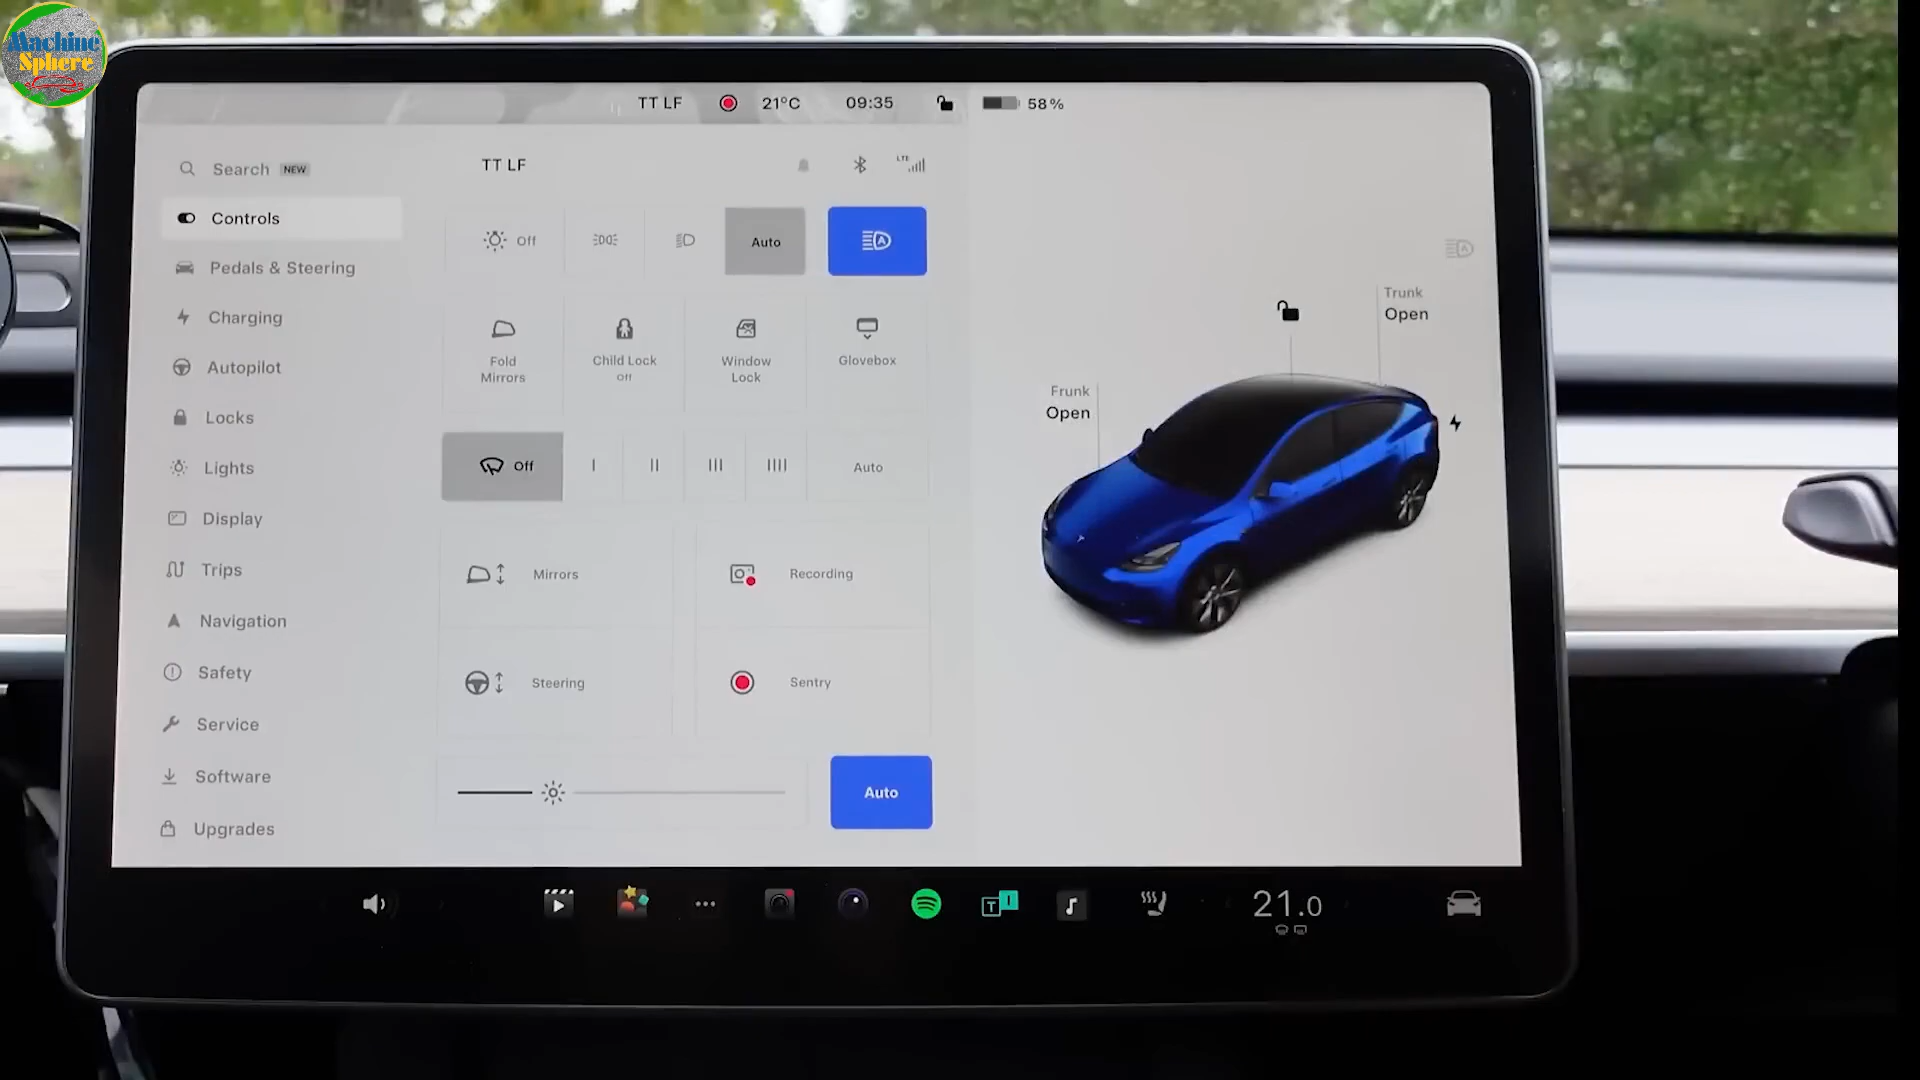 Machine
Sphere
TT LF
21°C
09:35
58%
Search NEW
Controls
Pedals & Steering
Charging
Autopilot
Locks
Lights
Display
Trips
Navigation
Safety
Service
Software
Upgrades
TT LF
LTE
Off
Auto
A
Fold
Mirrors
Child Lock
Off
Window
Lock
Glovebox
Off
I
II
III
IIII
Auto
Mirrors
Recording
Steering
Sentry
Auto
A
Trunk
Open
Frunk
Open
T
I
21.0